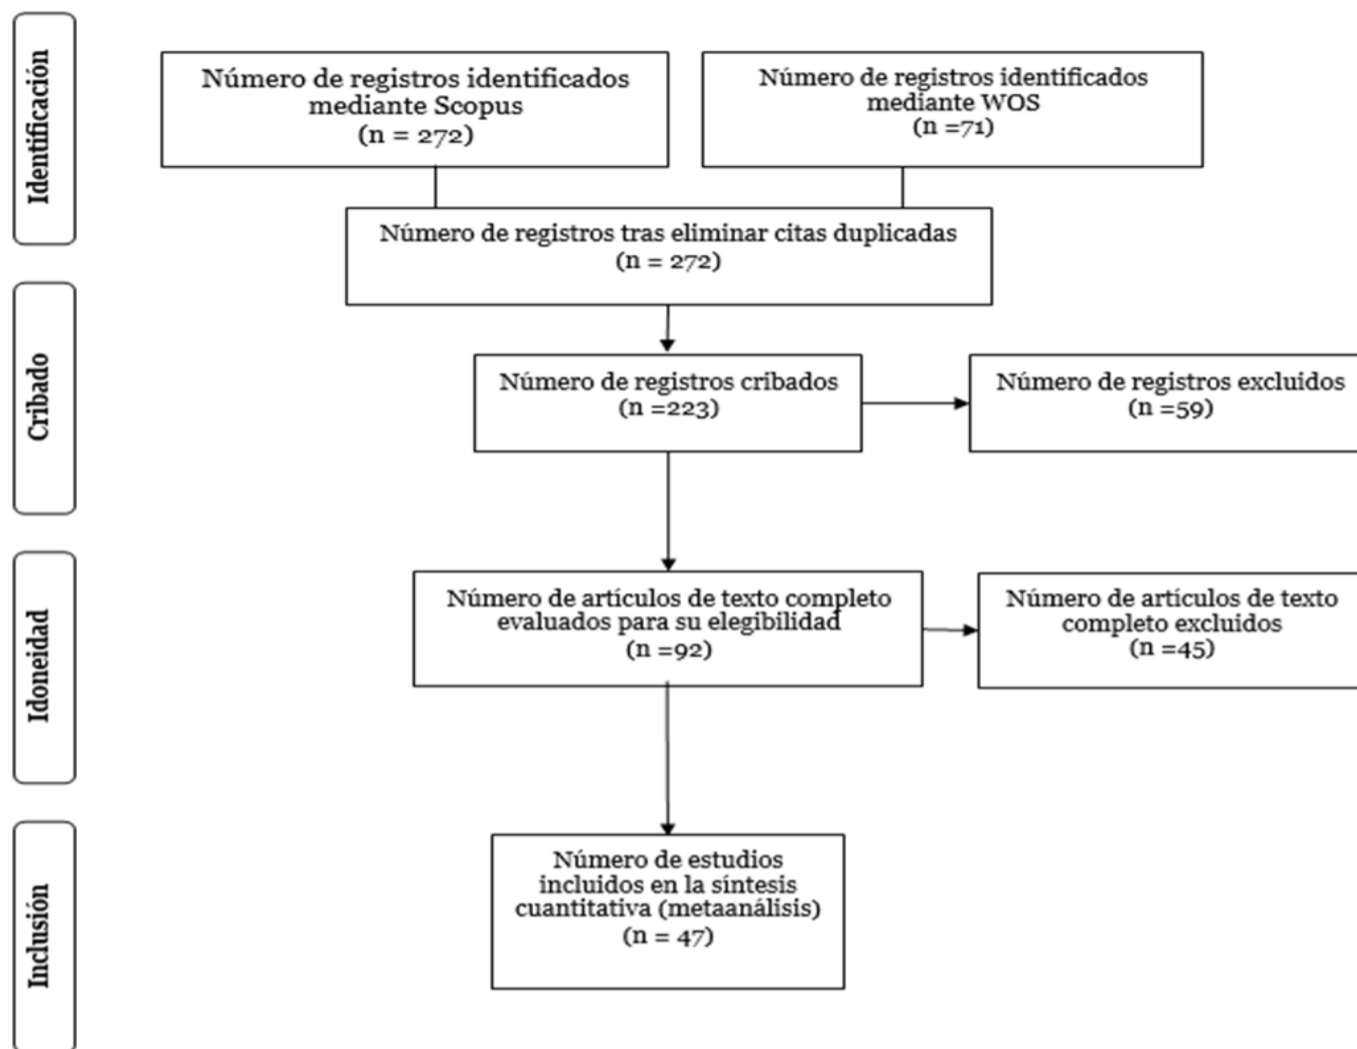 Identificación
Número de registros identificados
mediante Scopus
(n = 272)
Número de registros identificados
mediante WOS
(n =71)
Número de registros tras eliminar citas duplicadas
(n = 272)
Cribado
Número de registros cribados
(n =223)
Número de registros excluidos
(n =59)
Idoneidad
Número de artículos de texto completo
evaluados para su elegibilidad
(n =92)
Número de artículos de texto
completo excluidos
(n =45)
Inclusión
Número de estudios
incluidos en la síntesis
cuantitativa (metaanálisis)
(n = 47)